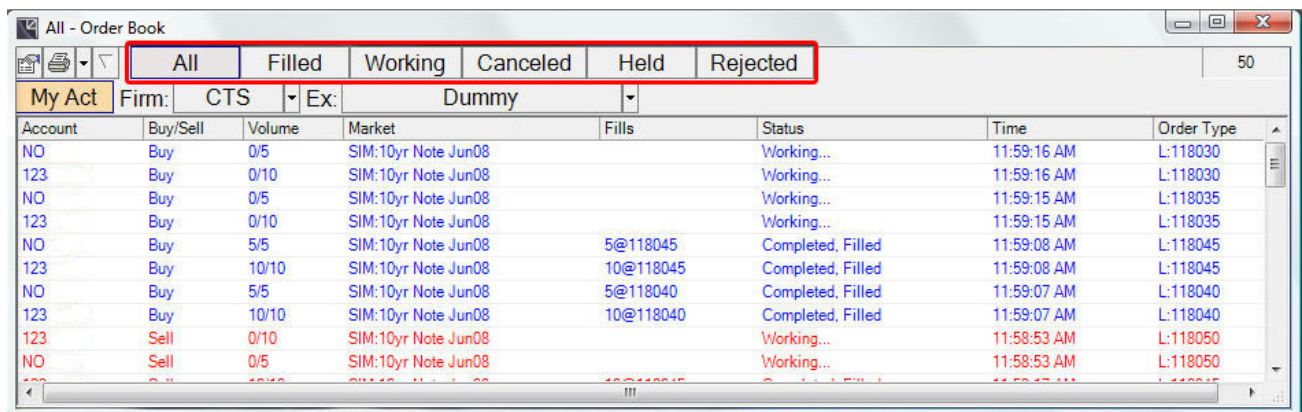 All - Order Book
All Filled Working Canceled Held Rejected 50
My Act Firm: CTS Ex: Dummy
Account Buy/Sell Volume Market Fills Status Time Order Type
NO Buy 0/5 SIM:10yr Note Jun08 Working... 11:59:16 AM L:118030
123 Buy 0/10 SIM:10yr Note Jun08 Working... 11:59:16 AM L:118030
NO Buy 0/5 SIM:10yr Note Jun08 Working... 11:59:15 AM L:118035
123 Buy 0/10 SIM:10yr Note Jun08 Working... 11:59:15 AM L:118035
NO Buy 5/5 SIM:10yr Note Jun08 5@118045 Completed, Filled 11:59:08 AM L:118045
123 Buy 10/10 SIM:10yr Note Jun08 10@118045 Completed, Filled 11:59:08 AM L:118045
NO Buy 5/5 SIM:10yr Note Jun08 5@118040 Completed, Filled 11:59:07 AM L:118040
123 Buy 10/10 SIM:10yr Note Jun08 10@118040 Completed, Filled 11:59:07 AM L:118040
123 Sell 0/10 SIM:10yr Note Jun08 Working... 11:58:53 AM L:118050
NO Sell 0/5 SIM:10yr Note Jun08 Working... 11:58:53 AM L:118050